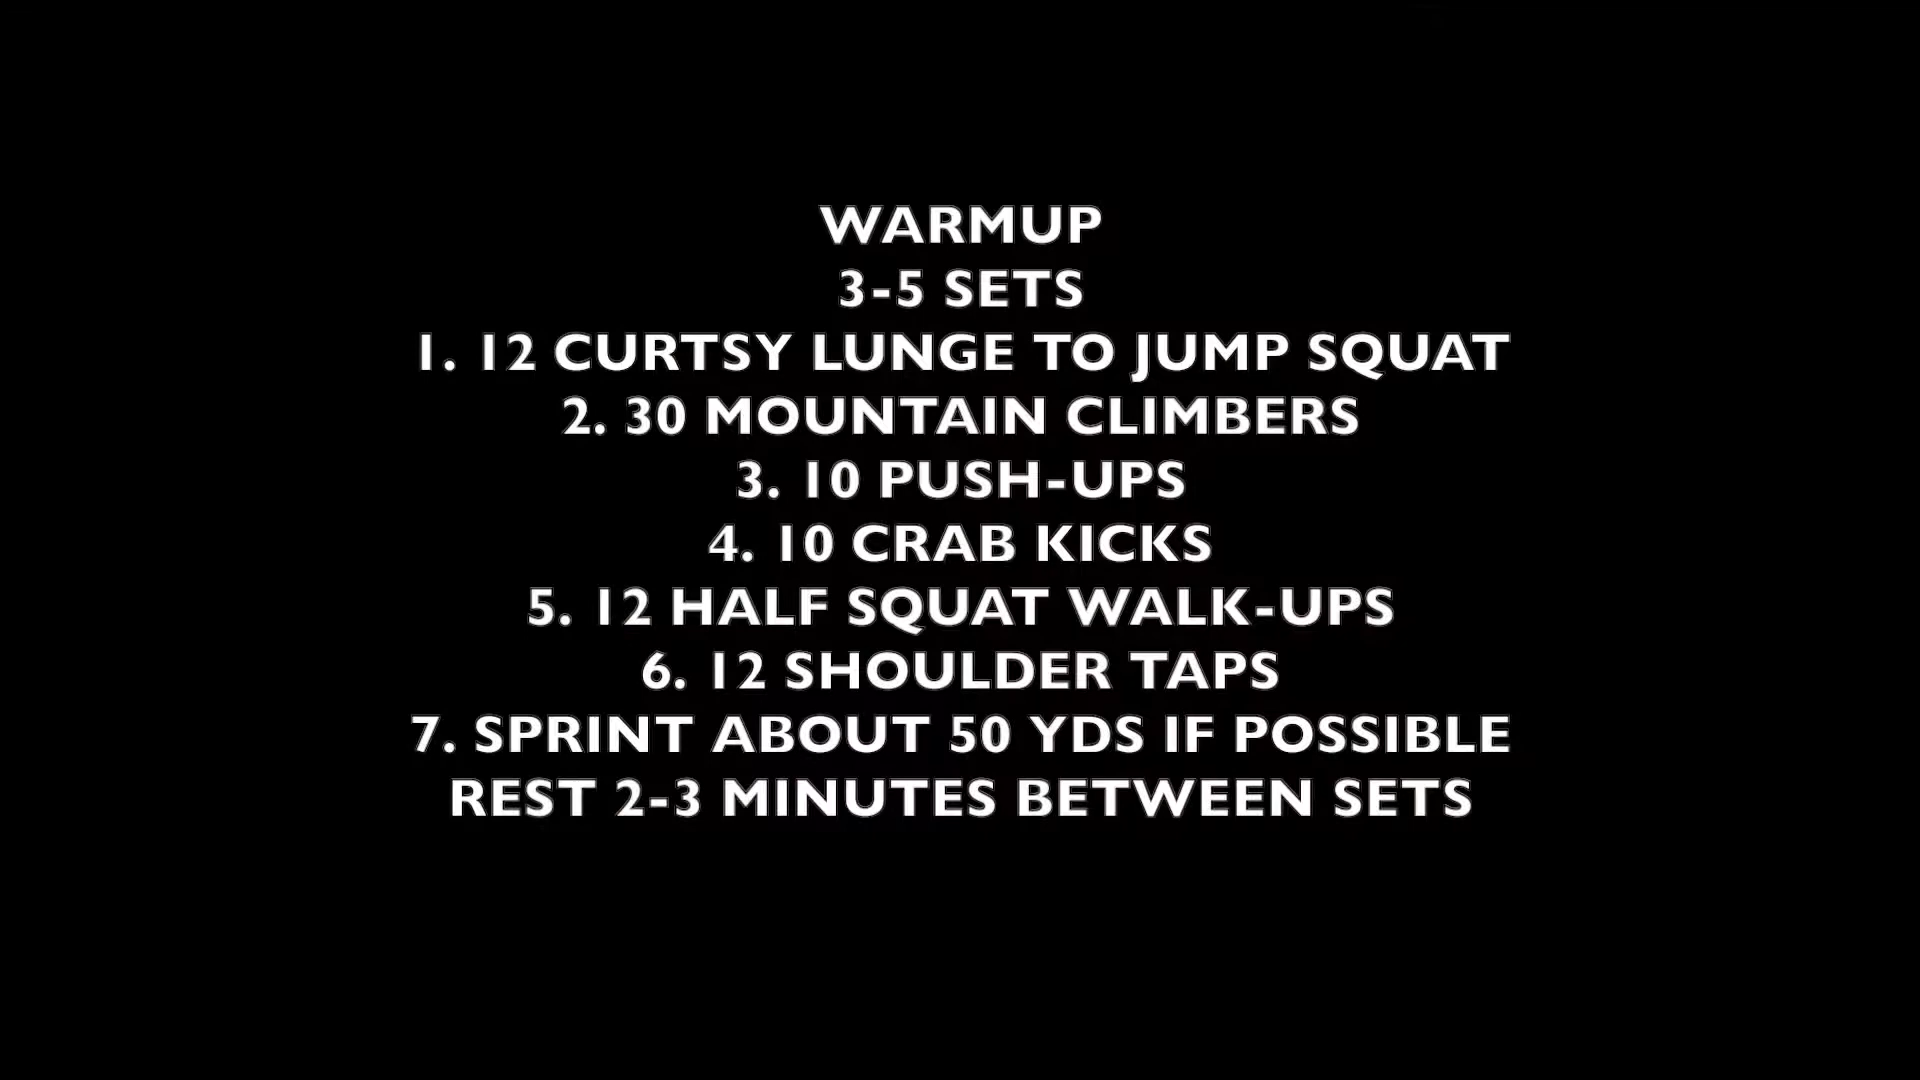 WARMUP
3-5 SETS
1. 12 CURTSY LUNGE TO JUMP SQUAT
2. 30 MOUNTAIN CLIMBERS
3. 10 PUSH-UPS
4. 10 CRAB KICKS
5. 12 HALF SQUAT WALK-UPS
6. 12 SHOULDER TAPS
7. SPRINT ABOUT 50 YDS IF POSSIBLE
REST 2-3 MINUTES BETWEEN SETS